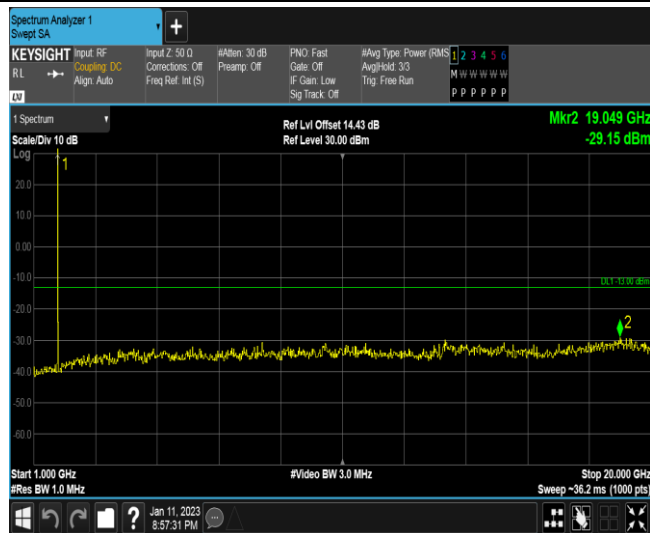 Spectrum Analyzer 1
Swept SA
+
KEYSIGHT
RL
LXI
Input: RF
Coupling: DC
Align: Auto
Input Z: 50 Ω
Corrections: Off
Freq Ref: Int (S)
#Atten: 30 dB
Preamp: Off
PNO: Fast
Gate: Off
IF Gain: Low
Sig Track: Off
#Avg Type: Power (RMS
Avg|Hold: 3/3
Trig: Free Run
1 2 3 4 5 6
M W W W W W
P P P P P P
1 Spectrum
Scale/Div 10 dB
Log
Ref Lvl Offset 14.43 dB
Ref Level 30.00 dBm
Mkr2 19.049 GHz
-29.15 dBm
1
20.0
10.0
0.00
-10.0
DL1 -13.00 dBm
-20.0
2
-30.0
-40.0
-50.0
-60.0
Start 1.000 GHz
#Res BW 1.0 MHz
#Video BW 3.0 MHz
Stop 20.000 GHz
Sweep ~36.2 ms (1000 pts)
?
Jan 11, 2023
8:57:31 PM